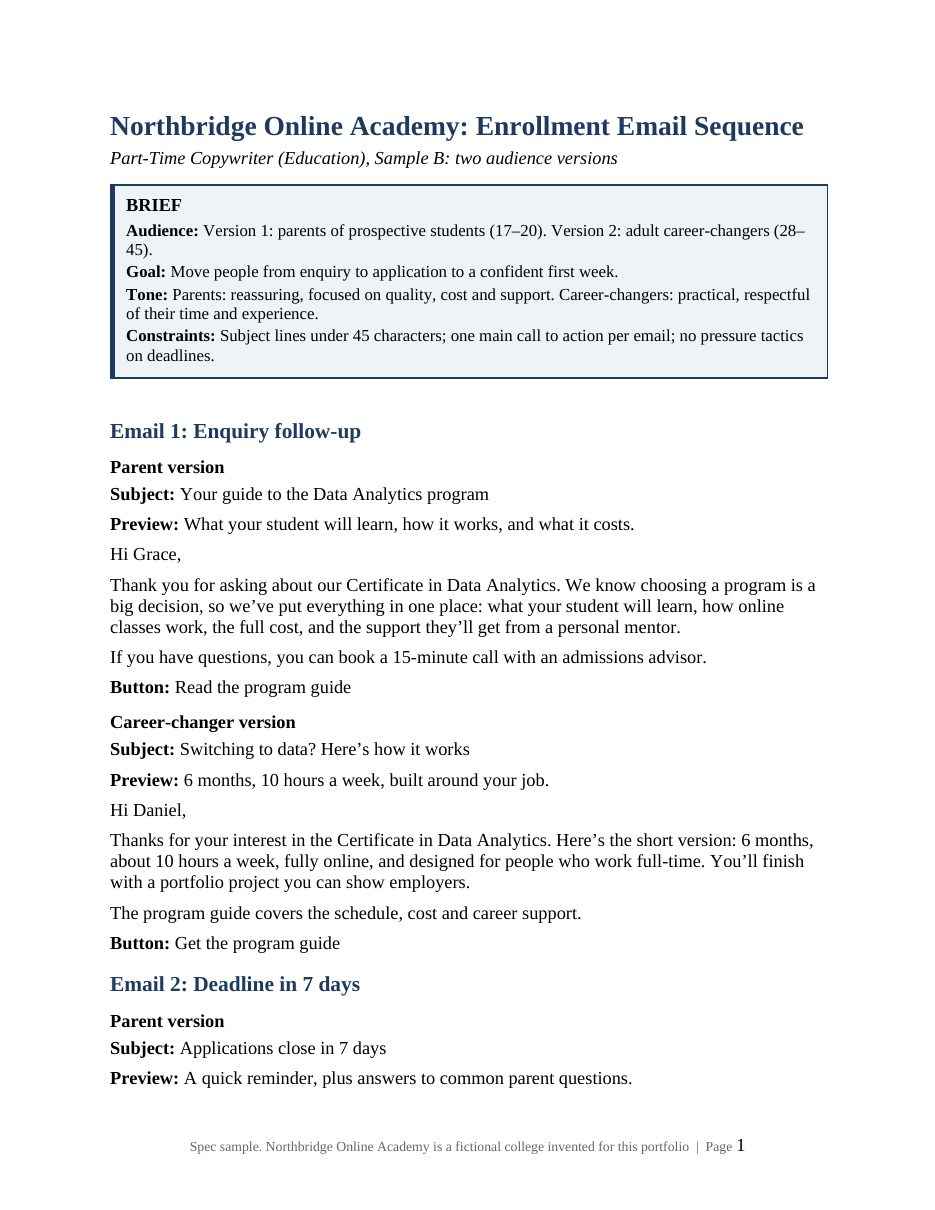 Northbridge Online Academy: Enrollment Email Sequence
Part-Time Copywriter (Education), Sample B: two audience versions
BRIEF
Audience: Version 1: parents of prospective students (17–20). Version 2: adult career-changers (28–
45).
Goal: Move people from enquiry to application to a confident first week.
Tone: Parents: reassuring, focused on quality, cost and support. Career-changers: practical, respectful
of their time and experience.
Constraints: Subject lines under 45 characters; one main call to action per email; no pressure tactics
on deadlines.
Email 1: Enquiry follow-up
Parent version
Subject: Your guide to the Data Analytics program
Preview: What your student will learn, how it works, and what it costs.
Hi Grace,
Thank you for asking about our Certificate in Data Analytics. We know choosing a program is a
big decision, so we’ve put everything in one place: what your student will learn, how online
classes work, the full cost, and the support they’ll get from a personal mentor.
If you have questions, you can book a 15-minute call with an admissions advisor.
Button: Read the program guide
Career-changer version
Subject: Switching to data? Here’s how it works
Preview: 6 months, 10 hours a week, built around your job.
Hi Daniel,
Thanks for your interest in the Certificate in Data Analytics. Here’s the short version: 6 months,
about 10 hours a week, fully online, and designed for people who work full-time. You’ll finish
with a portfolio project you can show employers.
The program guide covers the schedule, cost and career support.
Button: Get the program guide
Email 2: Deadline in 7 days
Parent version
Subject: Applications close in 7 days
Preview: A quick reminder, plus answers to common parent questions.
Spec sample. Northbridge Online Academy is a fictional college invented for this portfolio | Page 1